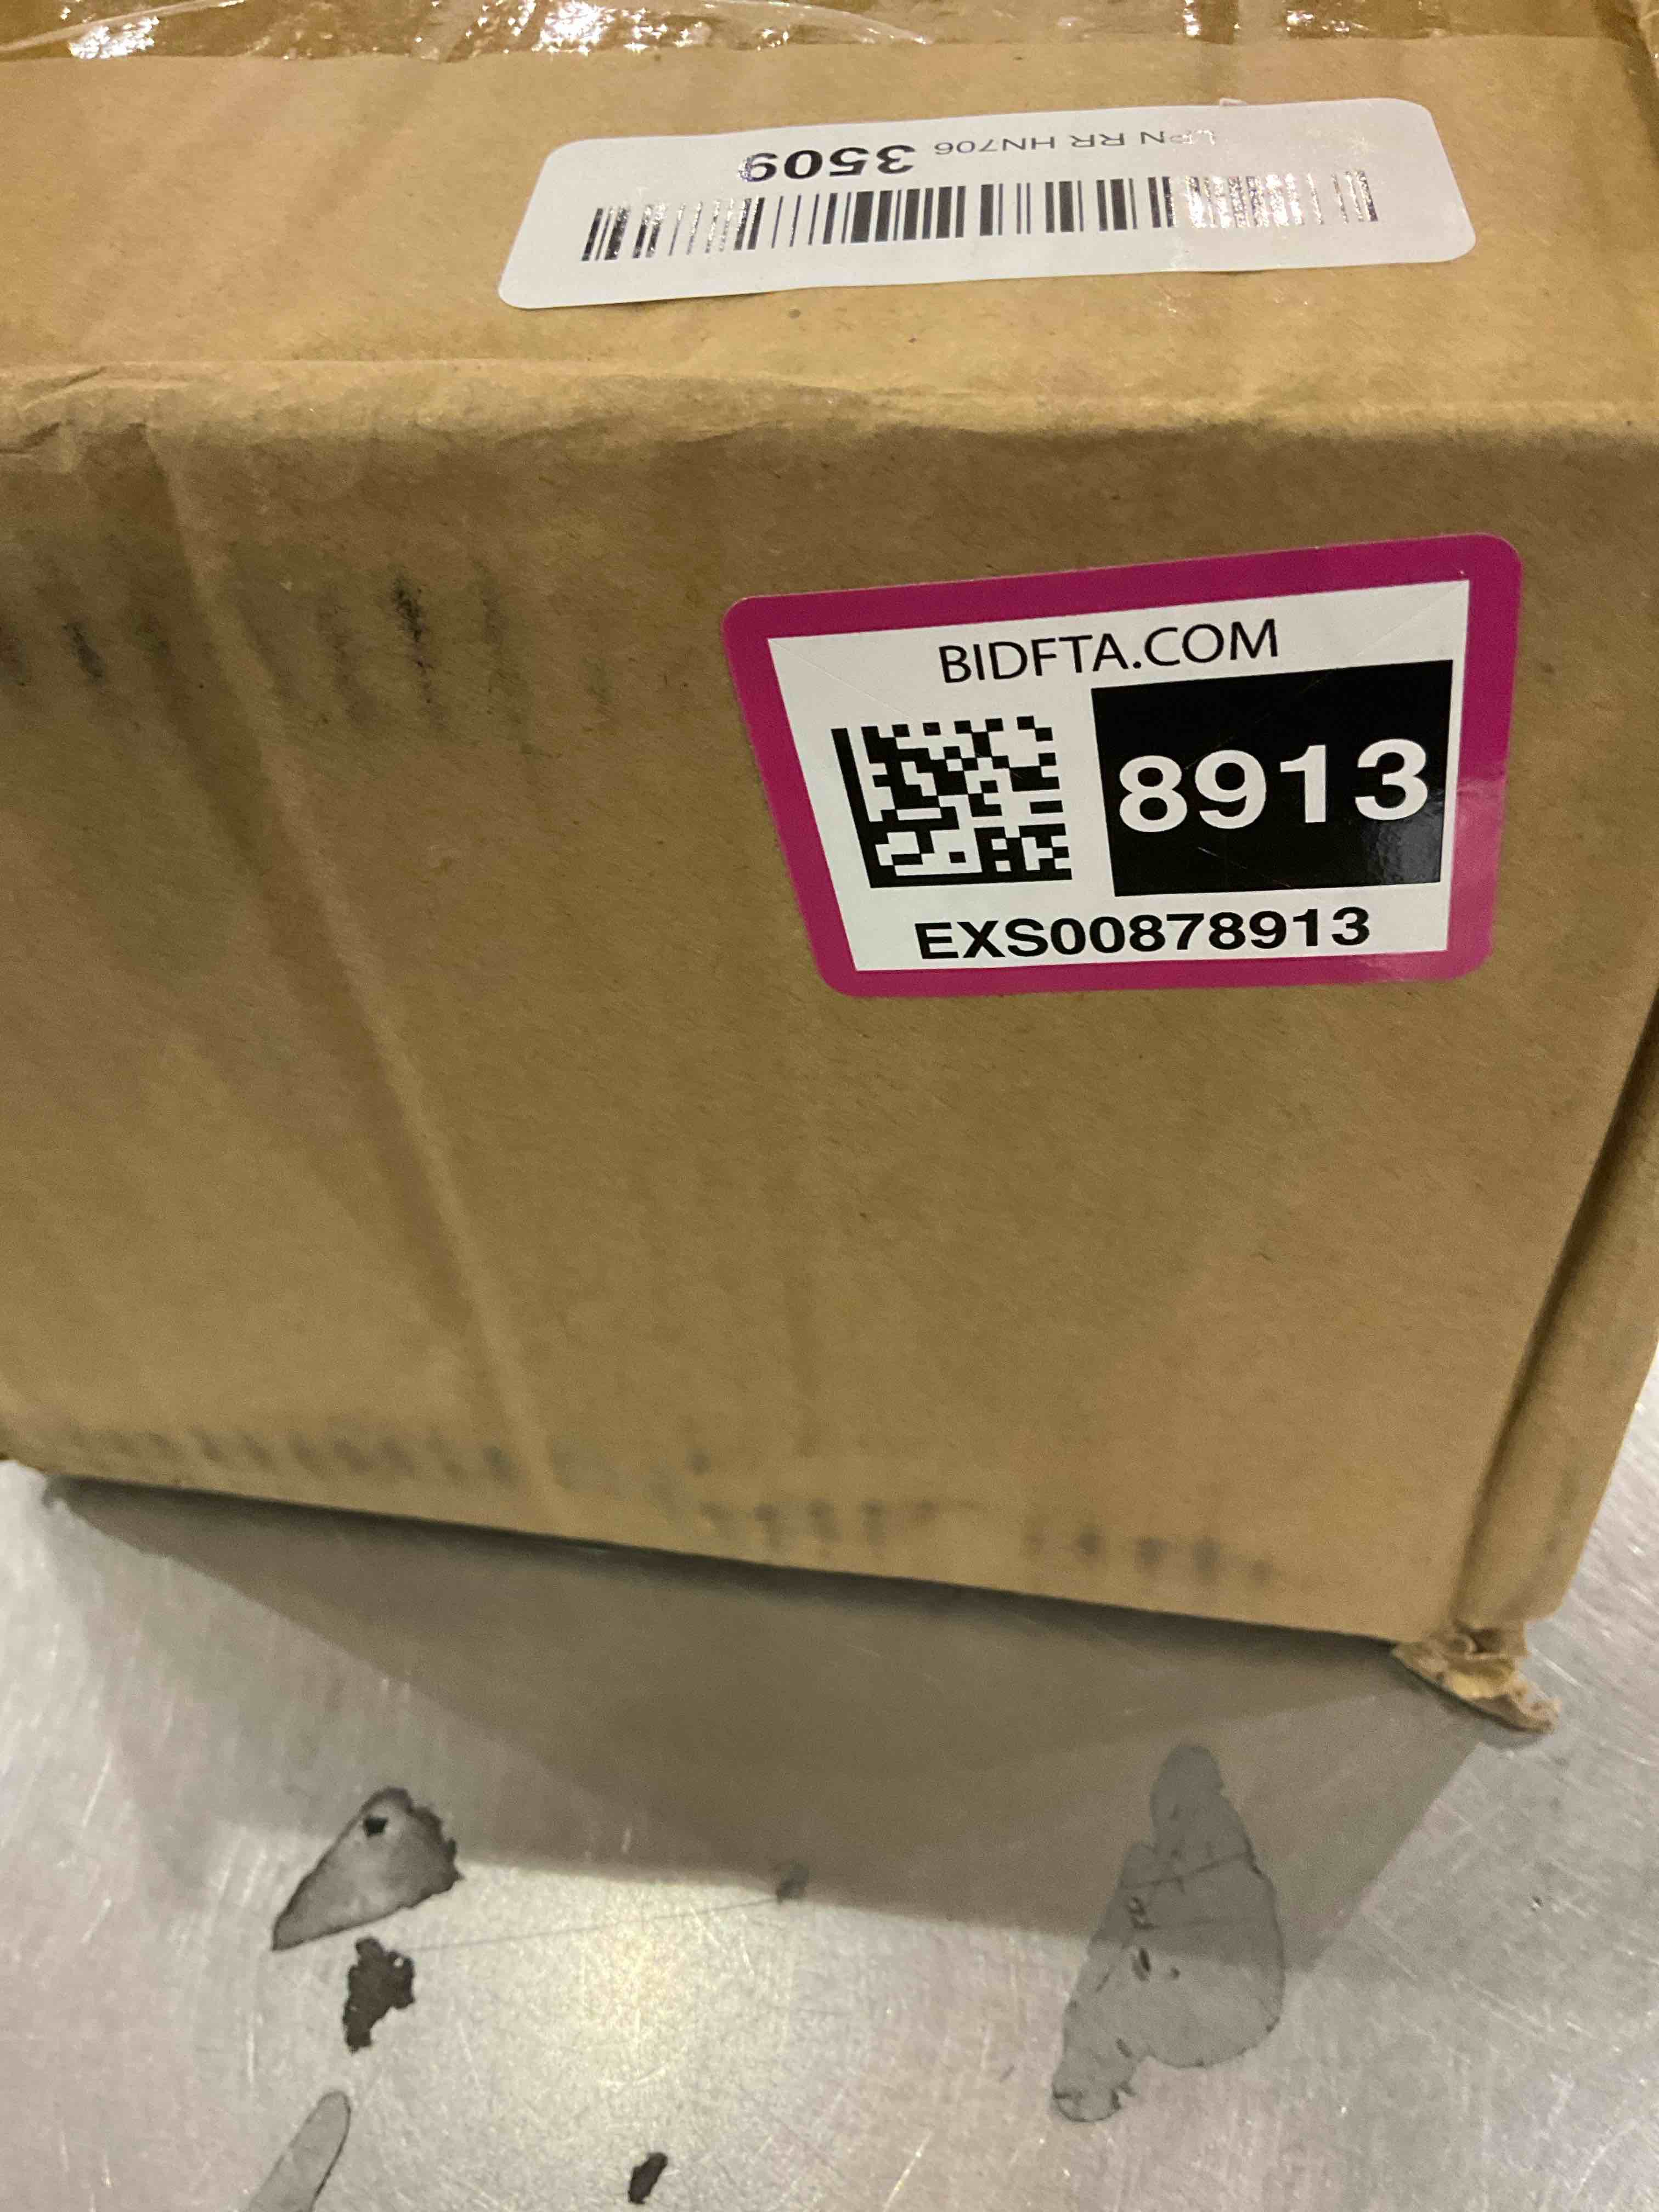 LPN RR HN706 3509
BIDFTA.COM
8913
EXS00878913